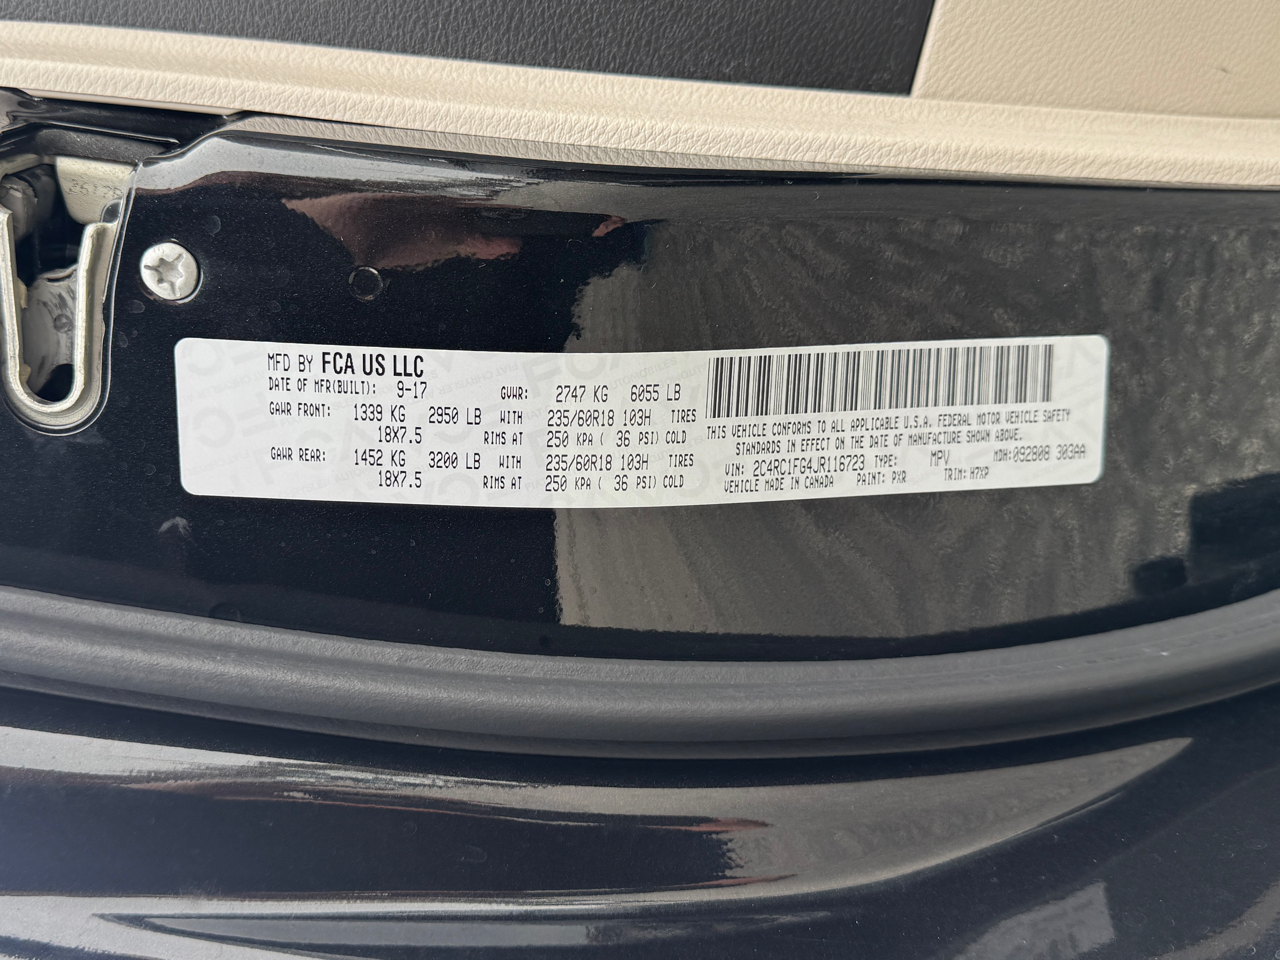 MFD BY FCA US LLC
DATE OF MFR(BUILT): 9-17 GVWR: 2747 KG 6055 LB
GAWR FRONT: 1339 KG 2950 LB WITH 235/60R18 103H TIRES
18X7.5 RIMS AT 250 KPA ( 36 PSI) COLD
GAWR REAR: 1452 KG 3200 LB WITH 235/60R18 103H TIRES
18X7.5 RIMS AT 250 KPA ( 36 PSI) COLD
THIS VEHICLE CONFORMS TO ALL APPLICABLE U.S.A. FEDERAL MOTOR VEHICLE SAFETY
STANDARDS IN EFFECT ON THE DATE OF MANUFACTURE SHOWN ABOVE.
VIN: 2C4RC1FG4JR116723 TYPE: MPV MDH:092808 303AA
VEHICLE MADE IN CANADA PAINT: PXR TRIM: H7XP